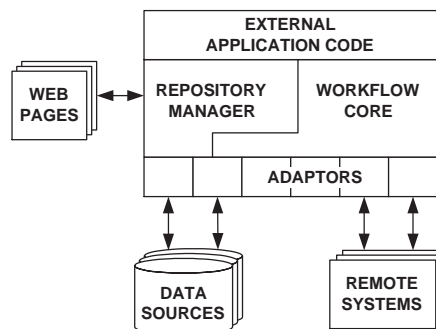 EXTERNAL
APPLICATION CODE
WEB
PAGES
REPOSITORY
MANAGER
WORKFLOW
CORE
ADAPTORS
DATA
SOURCES
REMOTE
SYSTEMS